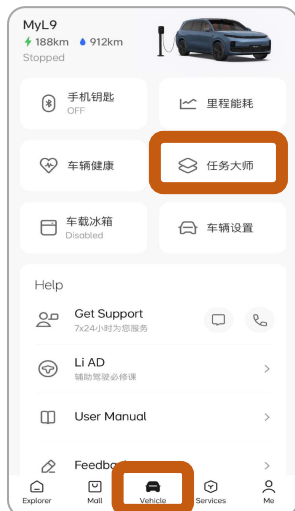 MyL9
188km 912km
Stopped
手机钥匙
OFF
里程能耗
车辆健康
任务大师
车载冰箱
Disabled
车辆设置
Help
Get Support
7x24小时为您服务
Li AD
辅助驾驶必修课
User Manual
Explorer
Mall
Vehicle
Services
Me